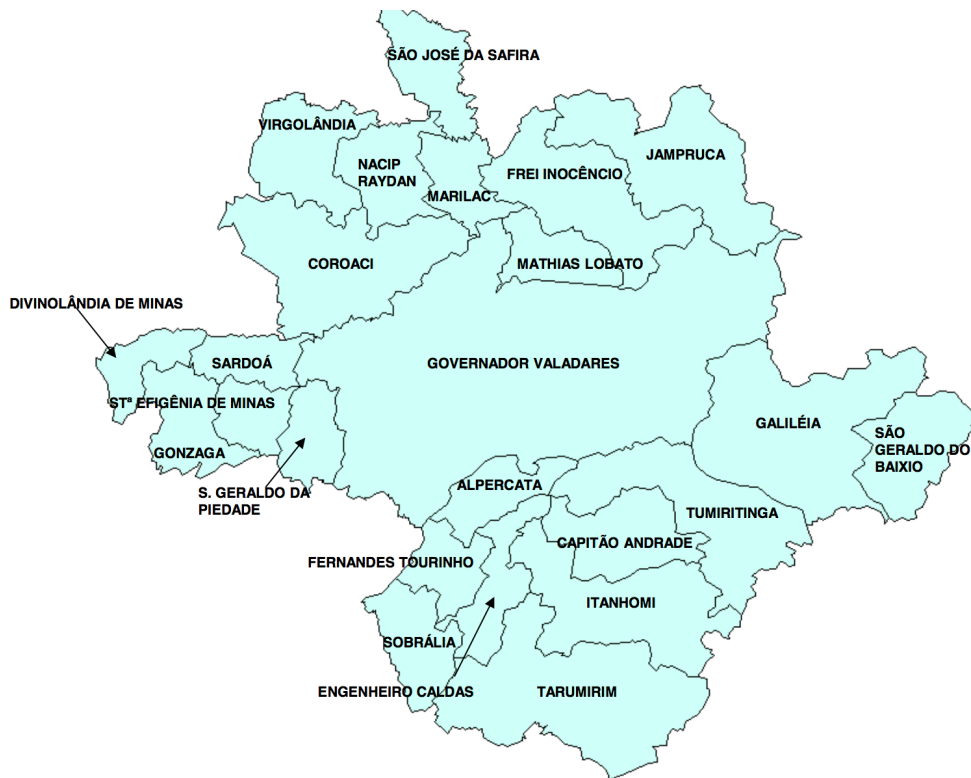 SÃO JOSÉ DA SAFIRA
VIRGOLÂNDIA
JAMPRUCA
NACIP
RAYDAN
FREI INOCÊNCIO
MARILAC
COROACI
MATHIAS LOBATO
DIVINOLÂNDIA DE MINAS
SARDOÁ
GOVERNADOR VALADARES
STª EFIGÊNIA DE MINAS
GALILÉIA
SÃO
GERALDO DO
BAIXIO
GONZAGA
ALPERCATA
S. GERALDO DA
PIEDADE
TUMIRITINGA
CAPITÃO ANDRADE
FERNANDES TOURINHO
ITANHOMI
SOBRÁLIA
ENGENHEIRO CALDAS
TARUMIRIM